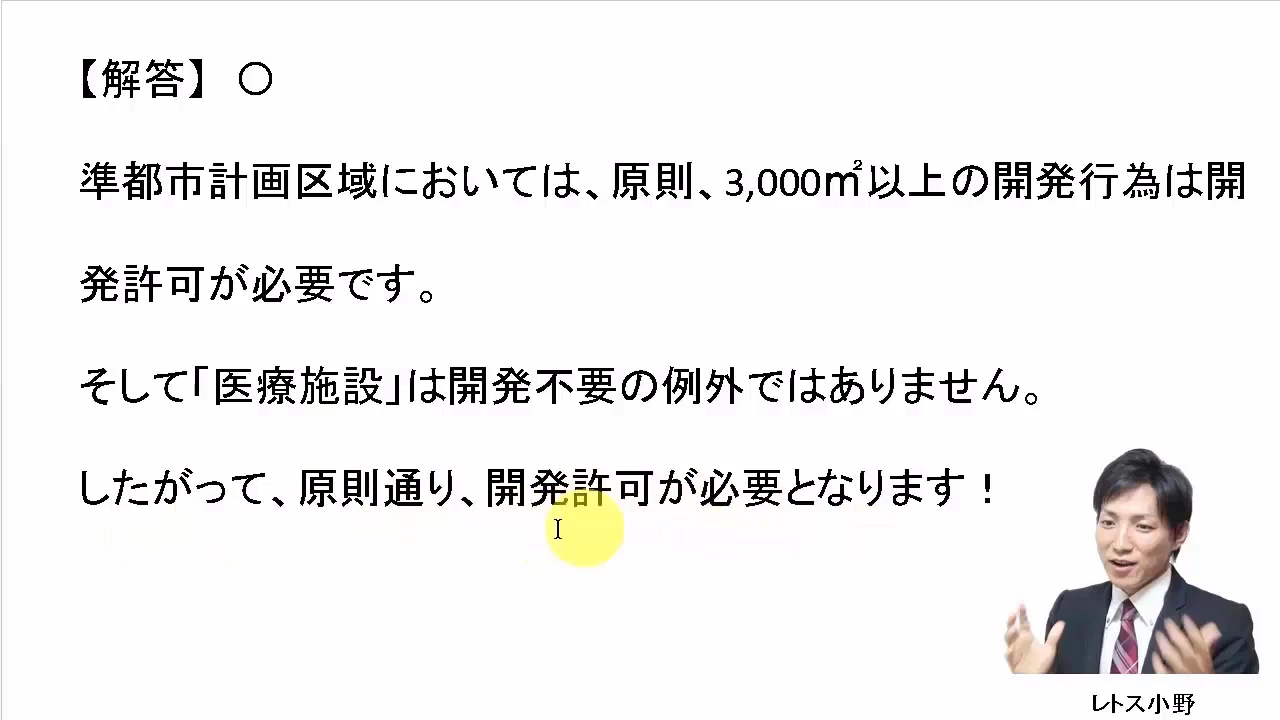 【解答】 ○
準都市計画区域においては、原則、3,000㎡以上の開発行為は開
発許可が必要です。
そして「医療施設」は開発不要の例外ではありません。
したがって、原則通り、開発許可が必要となります！
レトス小野